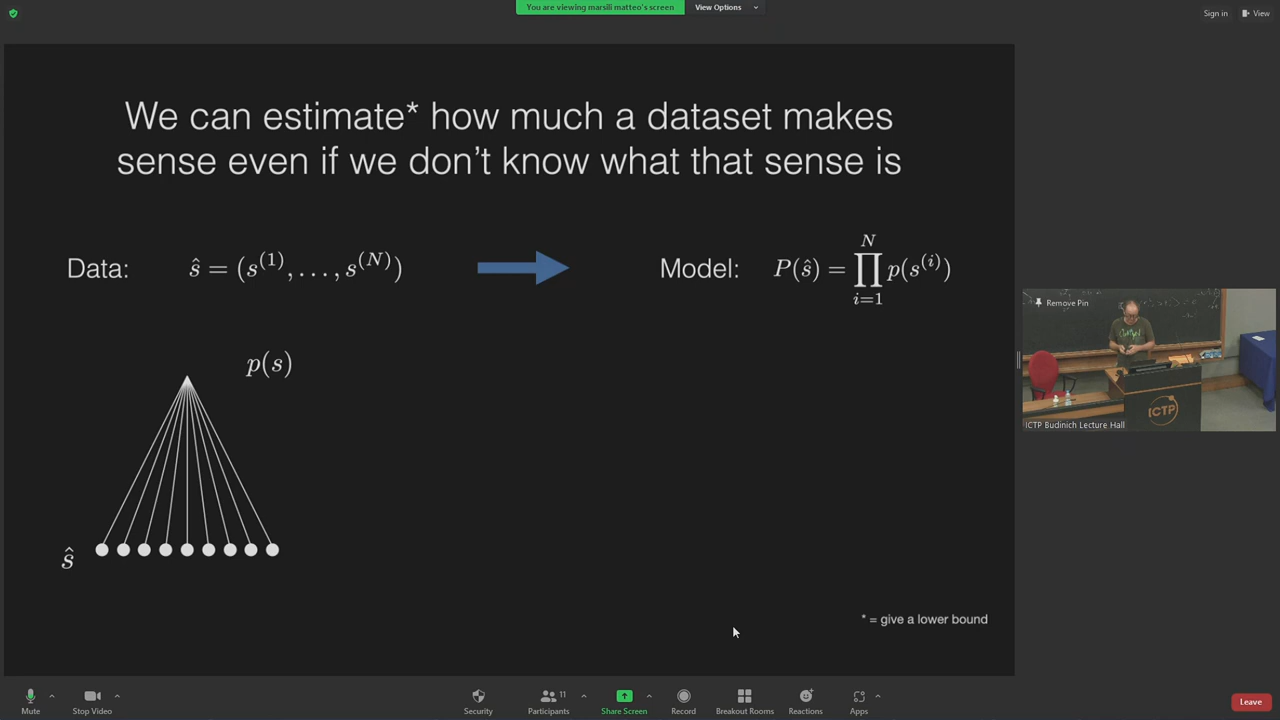 You are viewing marsili matteo's screen
View Options
Sign in
View
We can estimate* how much a dataset makes
sense even if we don't know what that sense is
Data: ŝ = (s^(1), . . . , s^(N))
Model: P(ŝ) = ∏_{i=1}^{N} p(s^(i))
p(s)
ŝ
* = give a lower bound
Remove Pin
ICTP
ICTP Budinich Lecture Hall
Mute
Stop Video
Security
Participants 11
Share Screen
Record
Breakout Rooms
Reactions
Apps
Leave